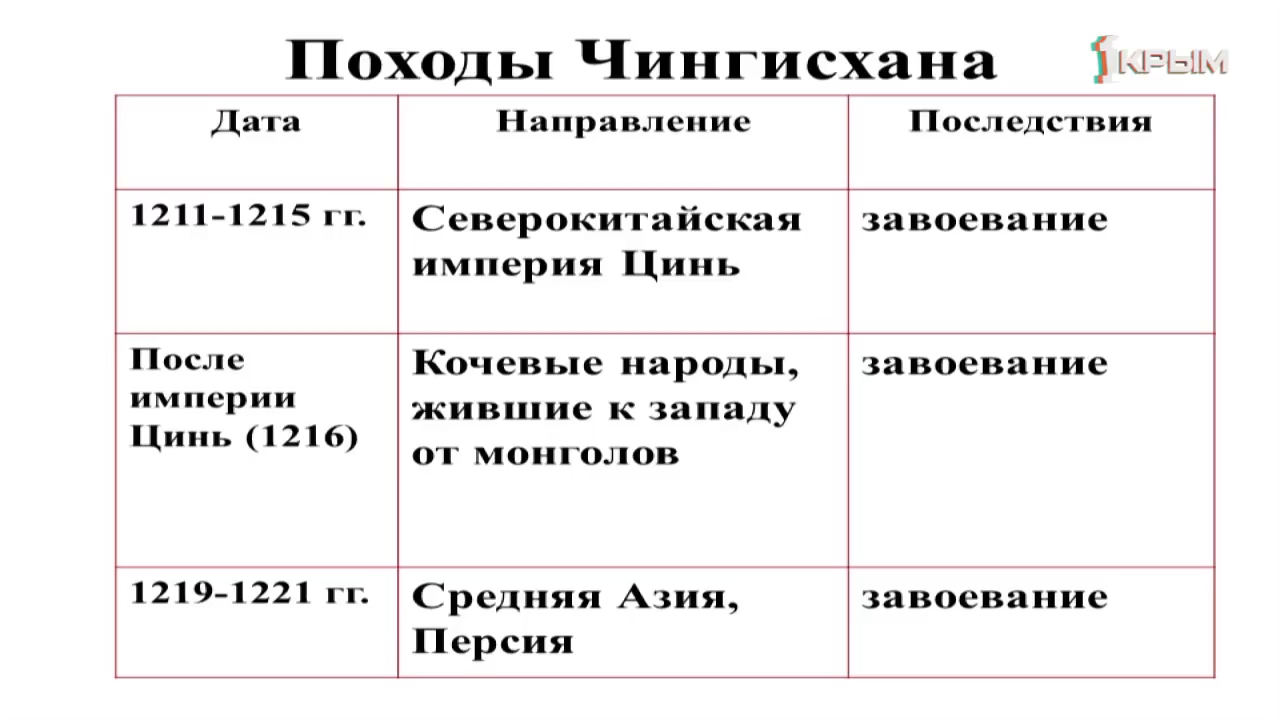 Походы Чингисхана
1КРЫМ
Дата
Направление
Последствия
1211-1215 гг.
Северокитайская
империя Цинь
завоевание
После
империи
Цинь (1216)
Кочевые народы,
жившие к западу
от монголов
завоевание
1219-1221 гг.
Средняя Азия,
Персия
завоевание